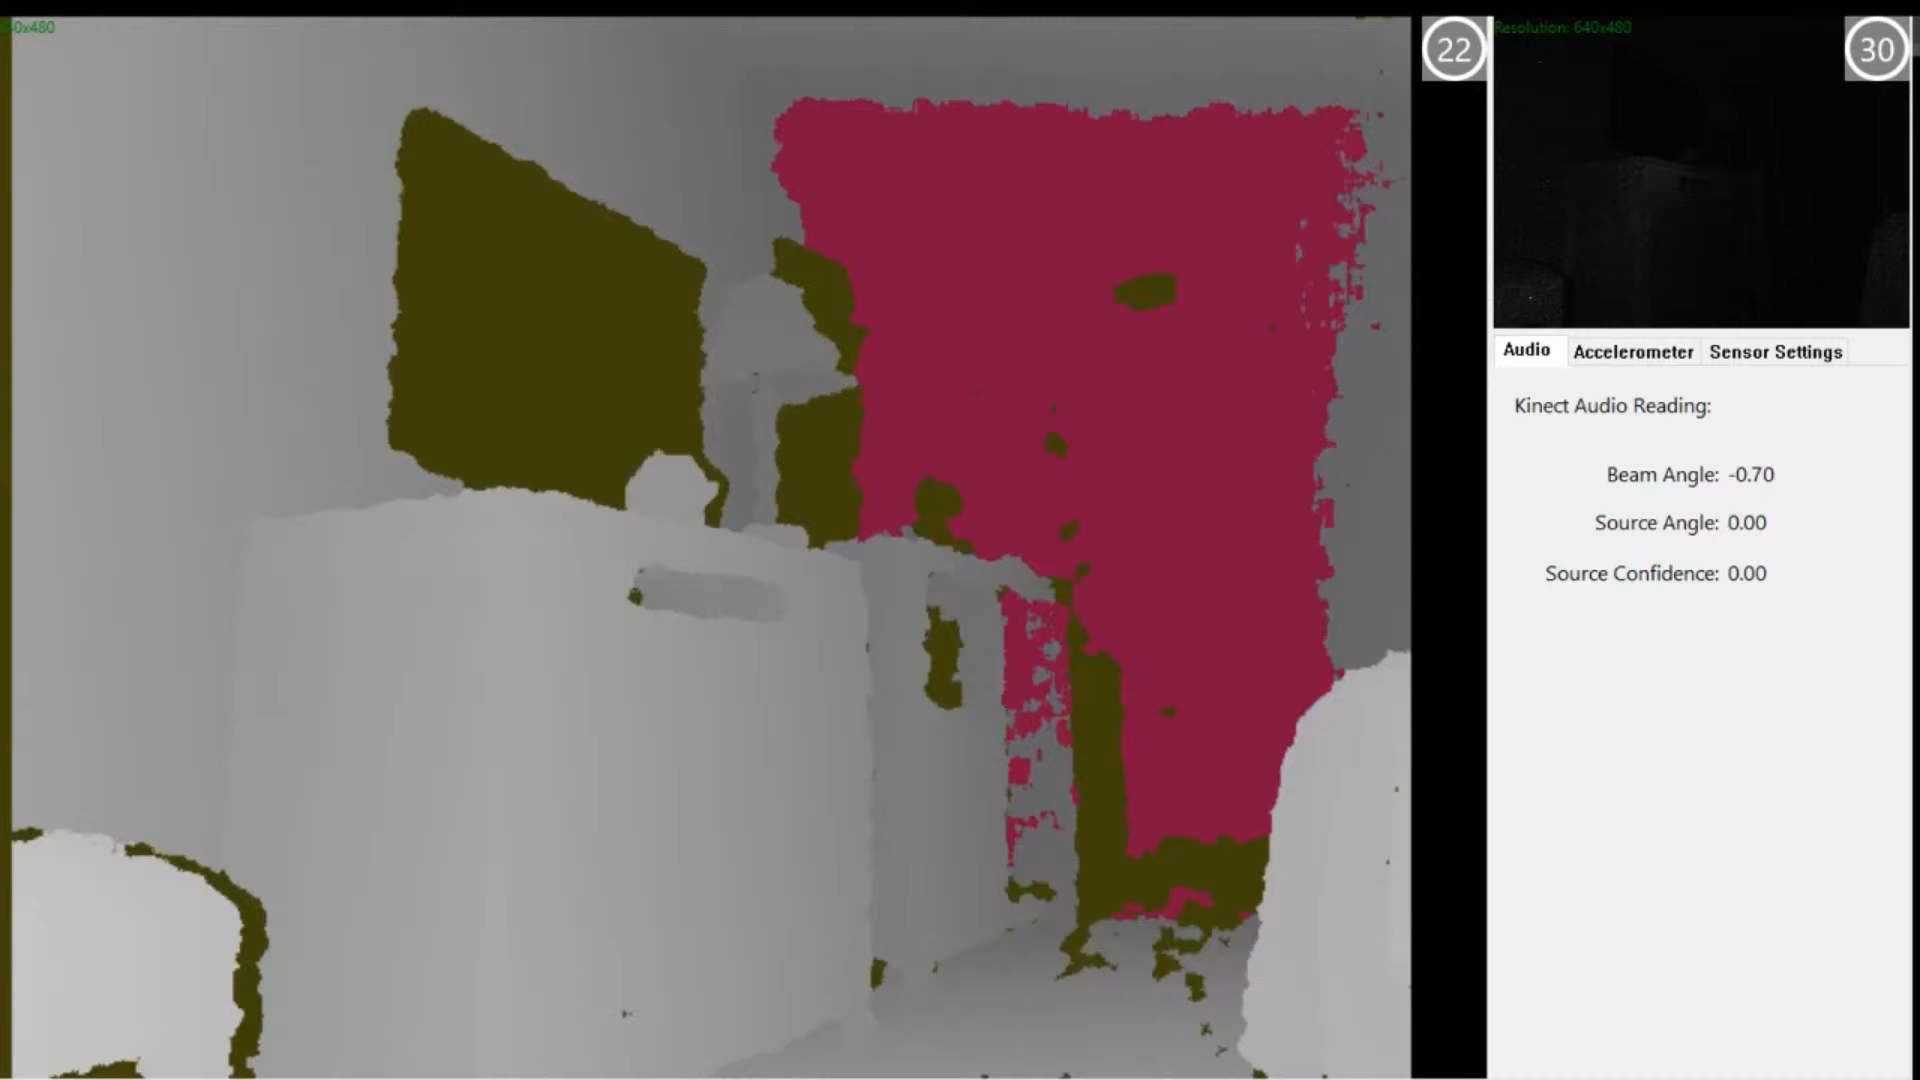 40x480
22
Resolution: 640x480
30
Audio Accelerometer Sensor Settings
Kinect Audio Reading:
Beam Angle: -0.70
Source Angle: 0.00
Source Confidence: 0.00